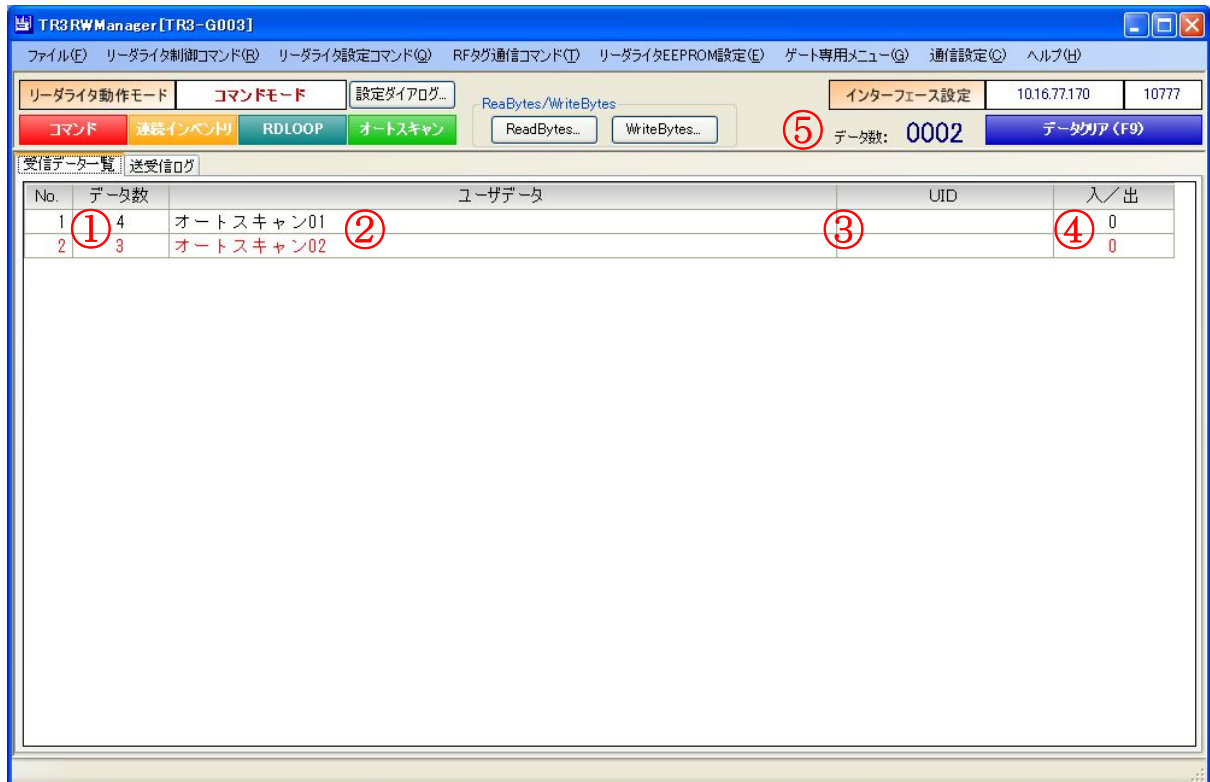 TR3RWManager[TR3-G003]
ファイル(F) リーダライタ制御コマンド(R) リーダライタ設定コマンド(Q) RFタグ通信コマンド(T) リーダライタEEPROM設定(E) ゲート専用メニュー(G) 通信設定(C) ヘルプ(H)
リーダライタ動作モード コマンドモード 設定ダイアログ... ReaBytes/WriteBytes インターフェース設定 10.16.77.170 10777
コマンド 連続インベントリ RDLOOP オートスキャン ReadBytes... WriteBytes... ⑤ データ数: 0002 データクリア(F9)
受信データ一覧 送受信ログ
No. データ数 ユーザデータ UID 入/出
1 ① 4 オートスキャン01 ② ③ ④ 0
2 3 オートスキャン02 0